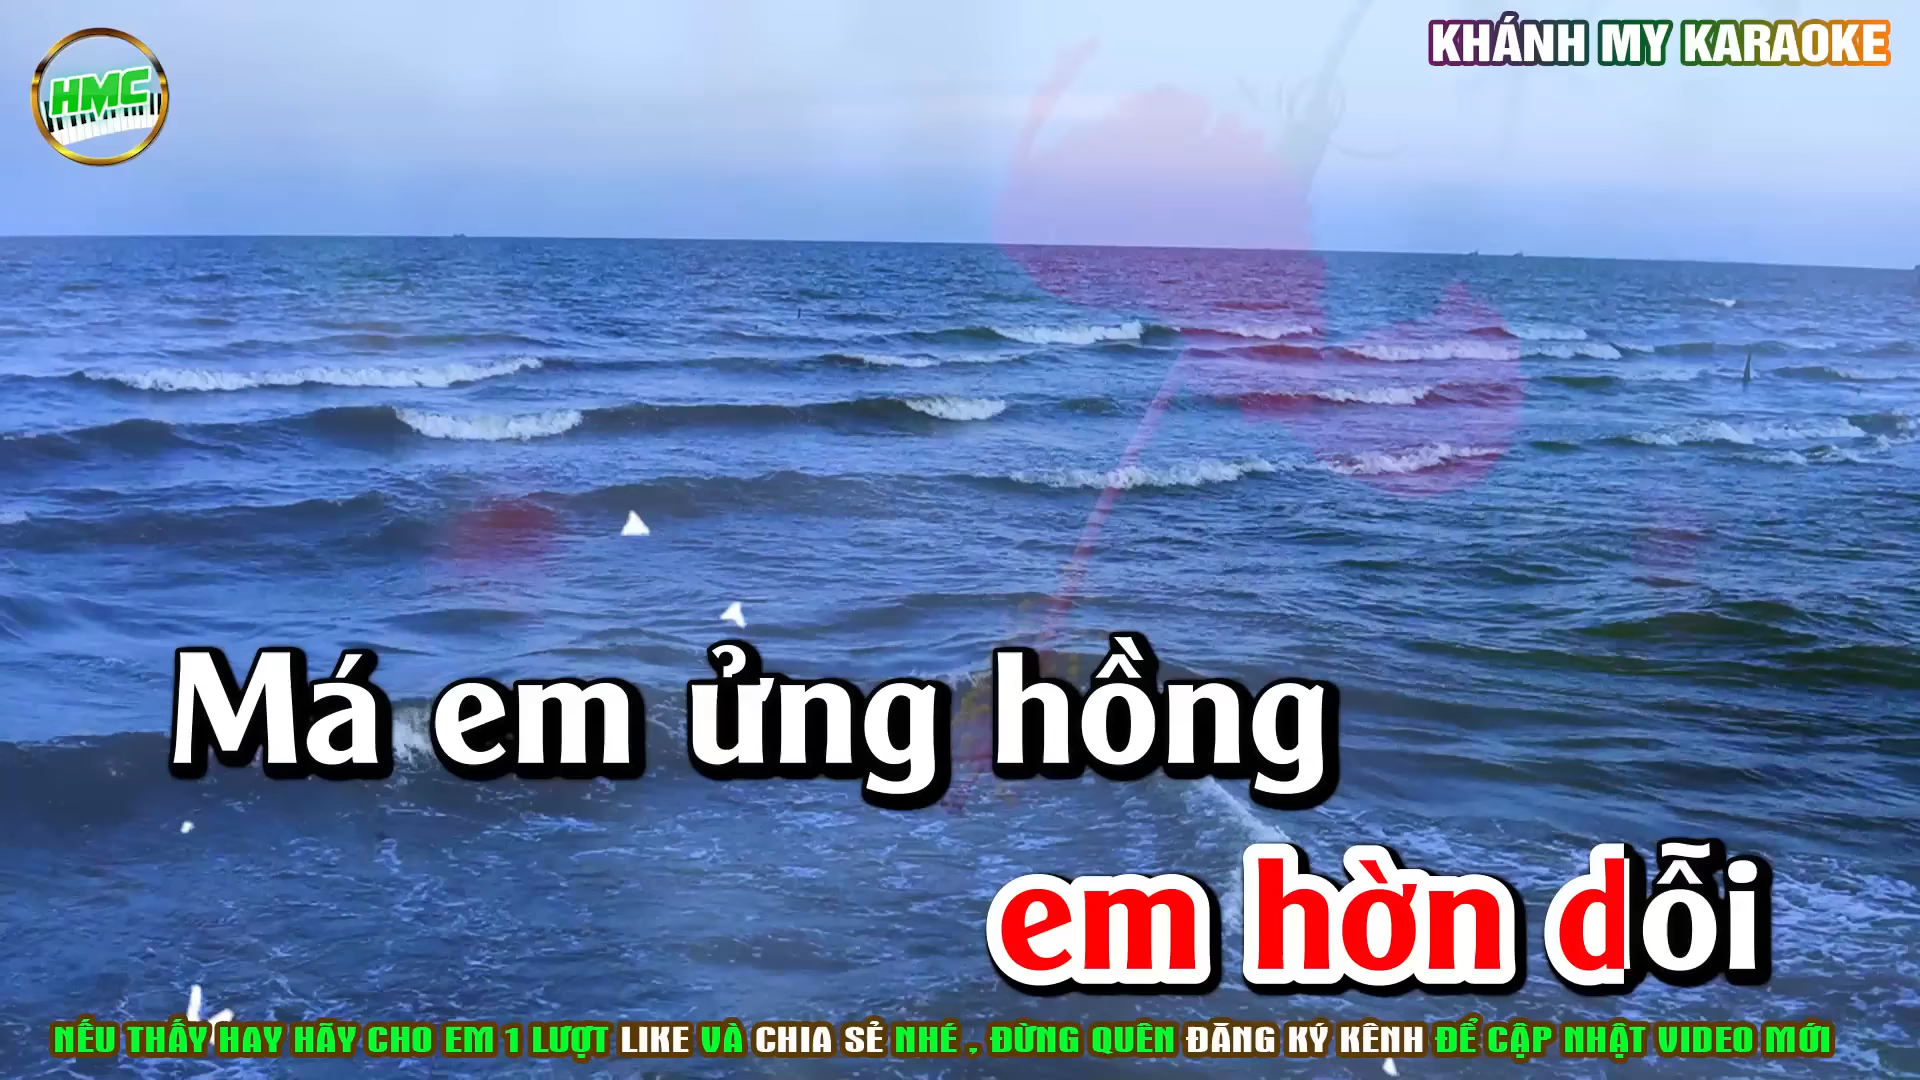 HMC
KHÁNH MY KARAOKE
Má em ửng hồng
em hờn dỗi
NẾU THẤY HAY HÃY CHO EM 1 LƯỢT LIKE VÀ CHIA SẺ NHÉ , ĐỪNG QUÊN ĐĂNG KÝ KÊNH ĐỂ CẬP NHẬT VIDEO MỚI